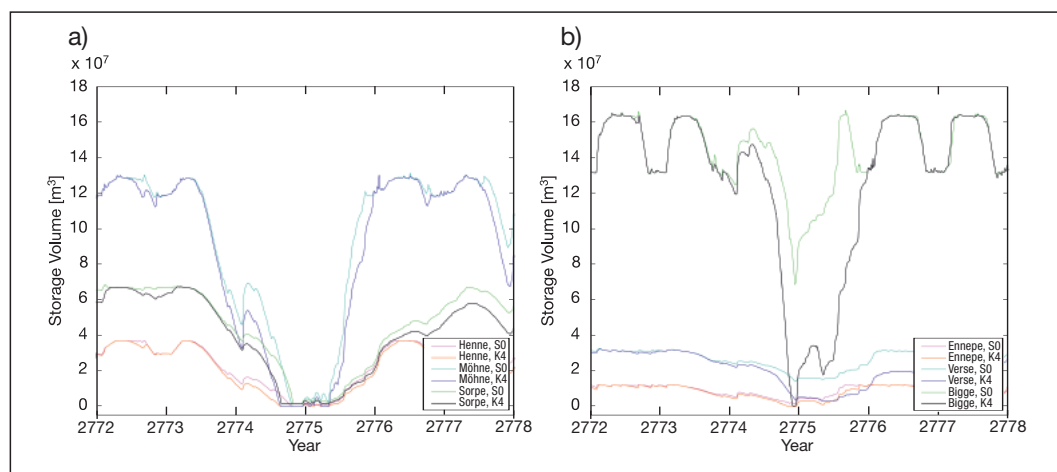 a)
x 10⁷
Storage Volume [m³]
18
16
14
12
10
8
6
4
2
0
2772 2773 2774 2775 2776 2777 2778
Year
Henne, S0
Henne, K4
Möhne, S0
Möhne, K4
Sorpe, S0
Sorpe, K4
b)
x 10⁷
Storage Volume [m³]
18
16
14
12
10
8
6
4
2
0
2772 2773 2774 2775 2776 2777 2778
Year
Ennepe, S0
Ennepe, K4
Verse, S0
Verse, K4
Bigge, S0
Bigge, K4